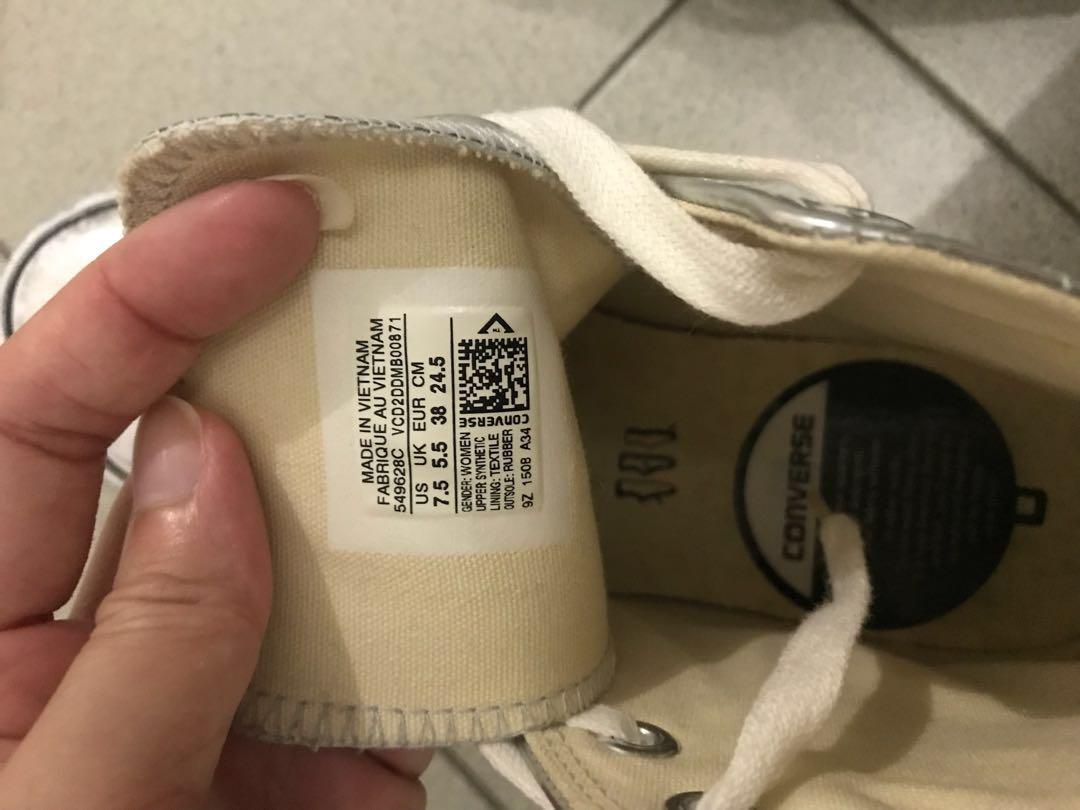 MADE IN VIETNAM
FABRIQUE AU VIETNAM
549628C VCD2DDMB00871
US UK EUR CM
7.5 5.5 38 24.5
GENDER: WOMEN
UPPER SYNTHETIC
LINING: TEXTILE
OUTSOLE: RUBBER
9Z 1508 A34
CONVERSE
CONVERSE